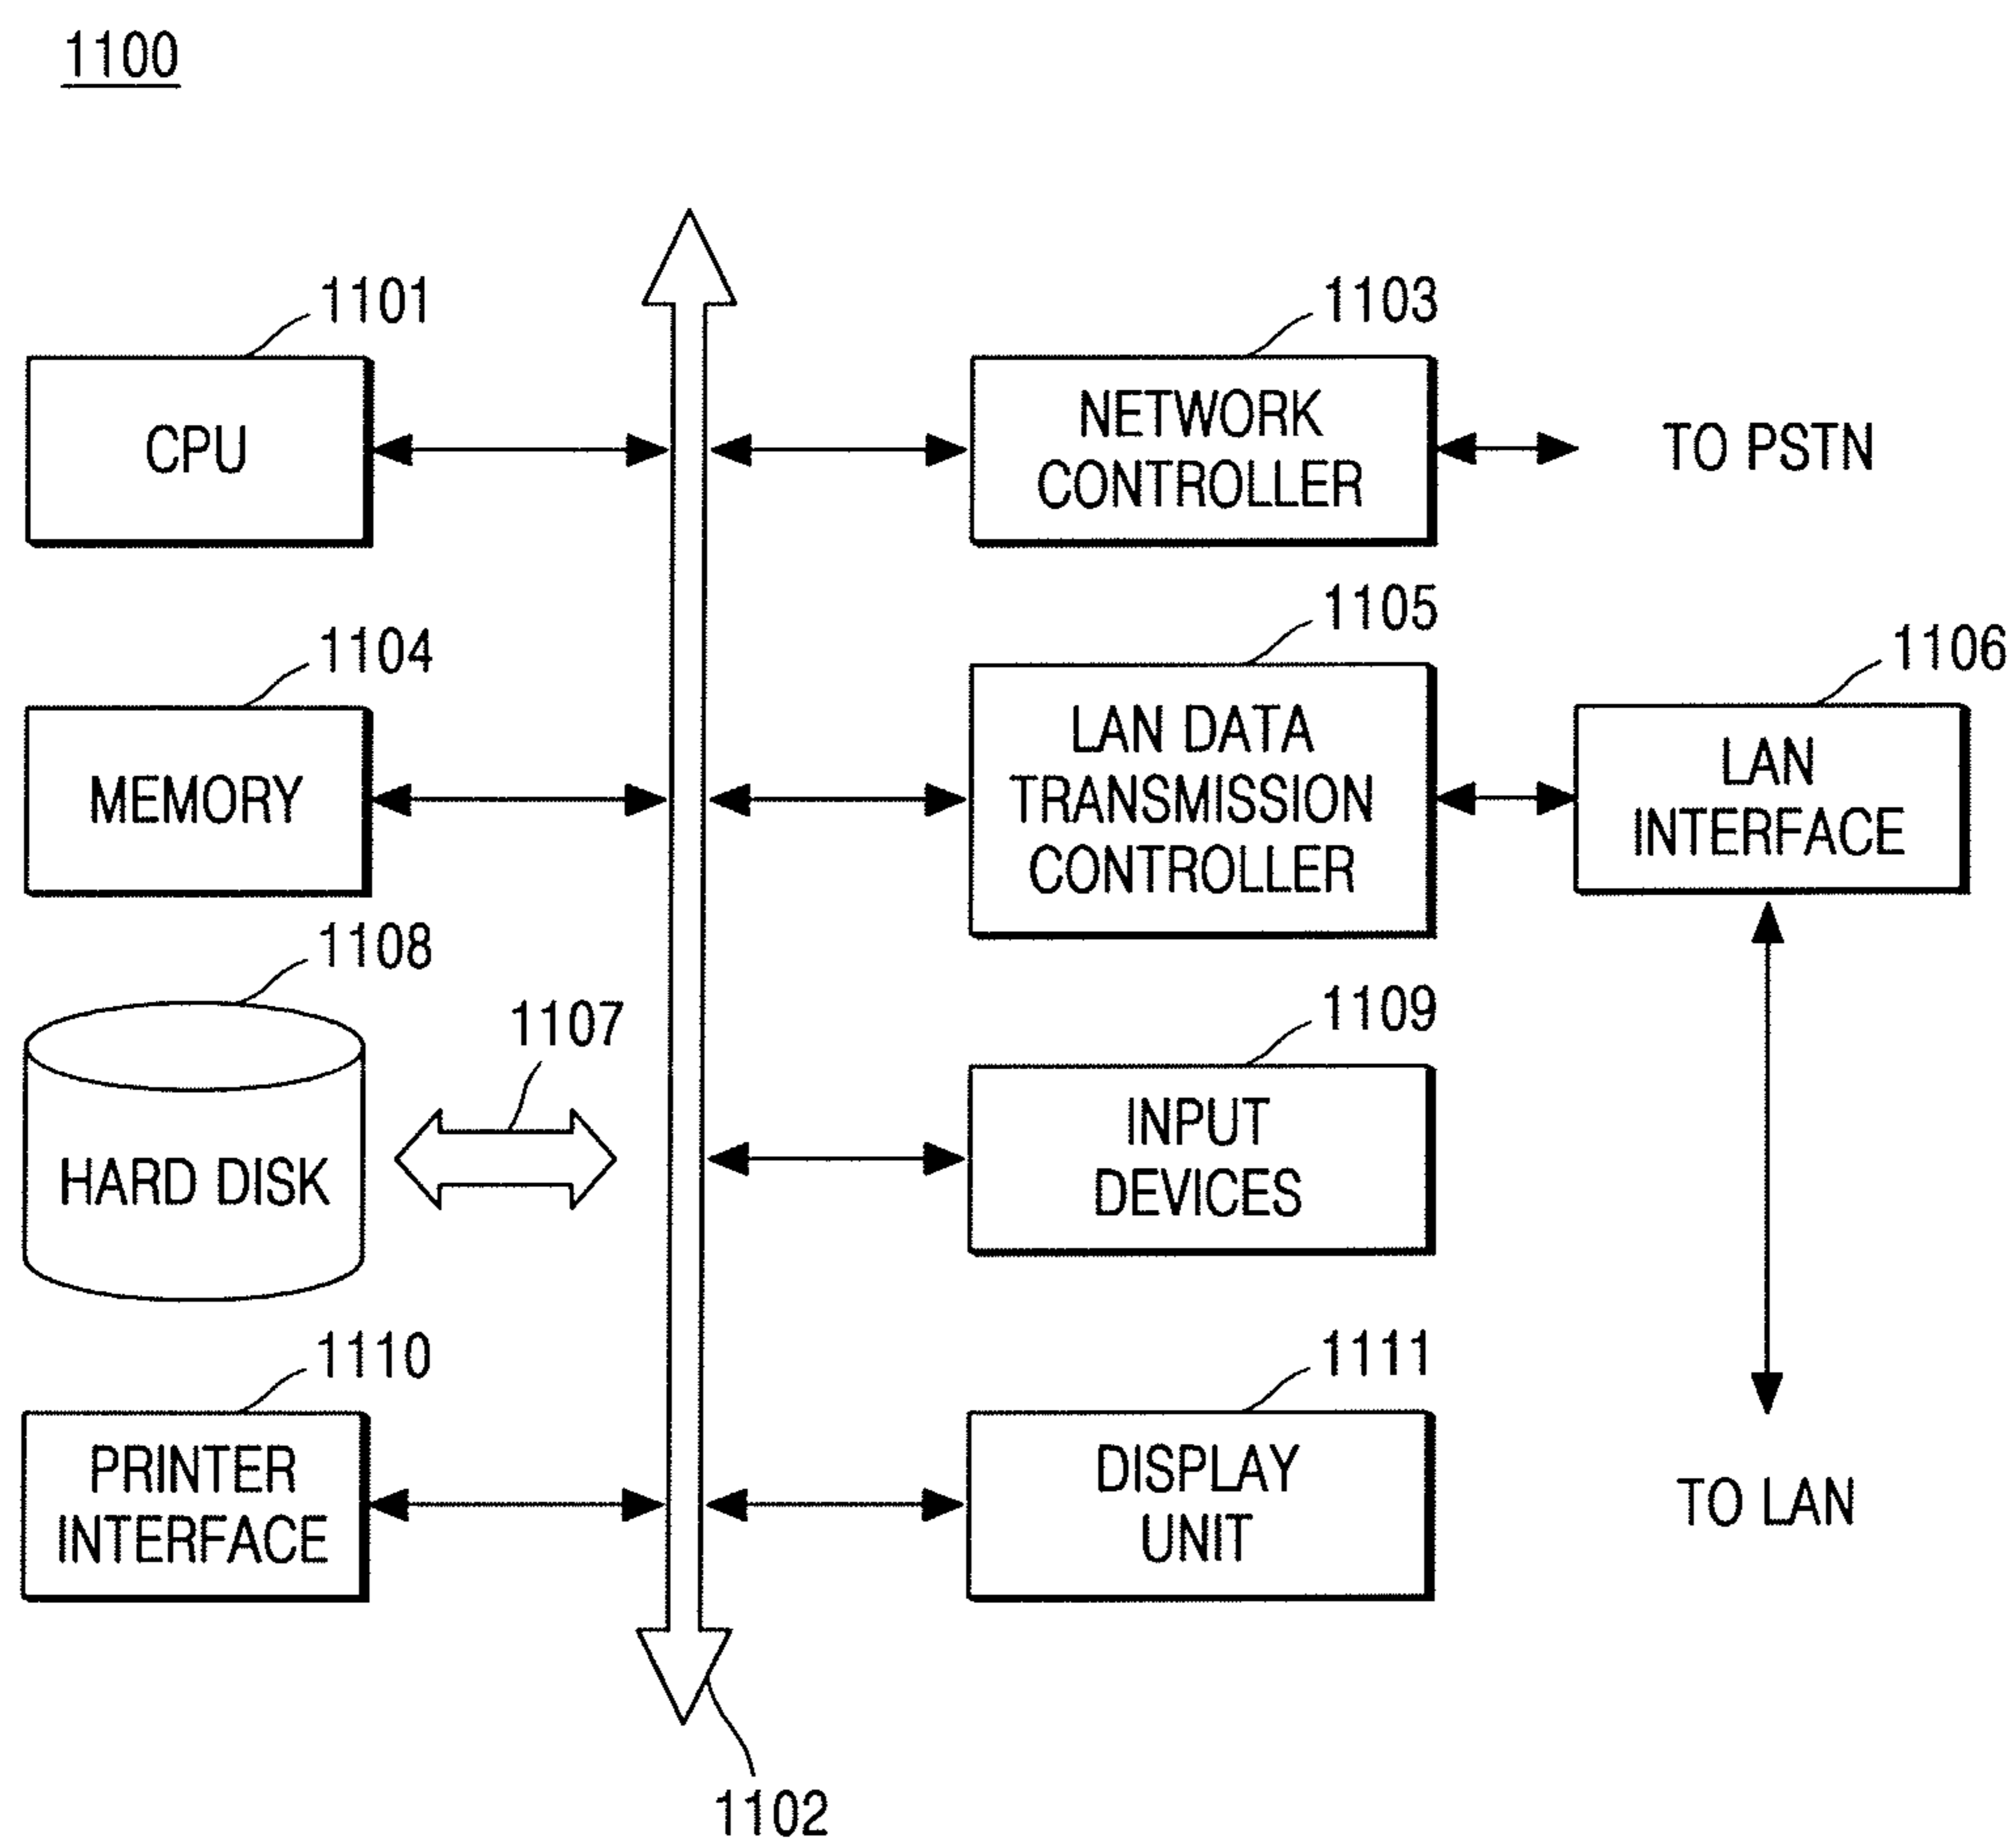 1100
1101
CPU
1103
NETWORK
CONTROLLER
TO PSTN
1104
MEMORY
1105
LAN DATA
TRANSMISSION
CONTROLLER
1106
LAN
INTERFACE
1108
HARD DISK
1107
1109
INPUT
DEVICES
1110
PRINTER
INTERFACE
1111
DISPLAY
UNIT
TO LAN
1102